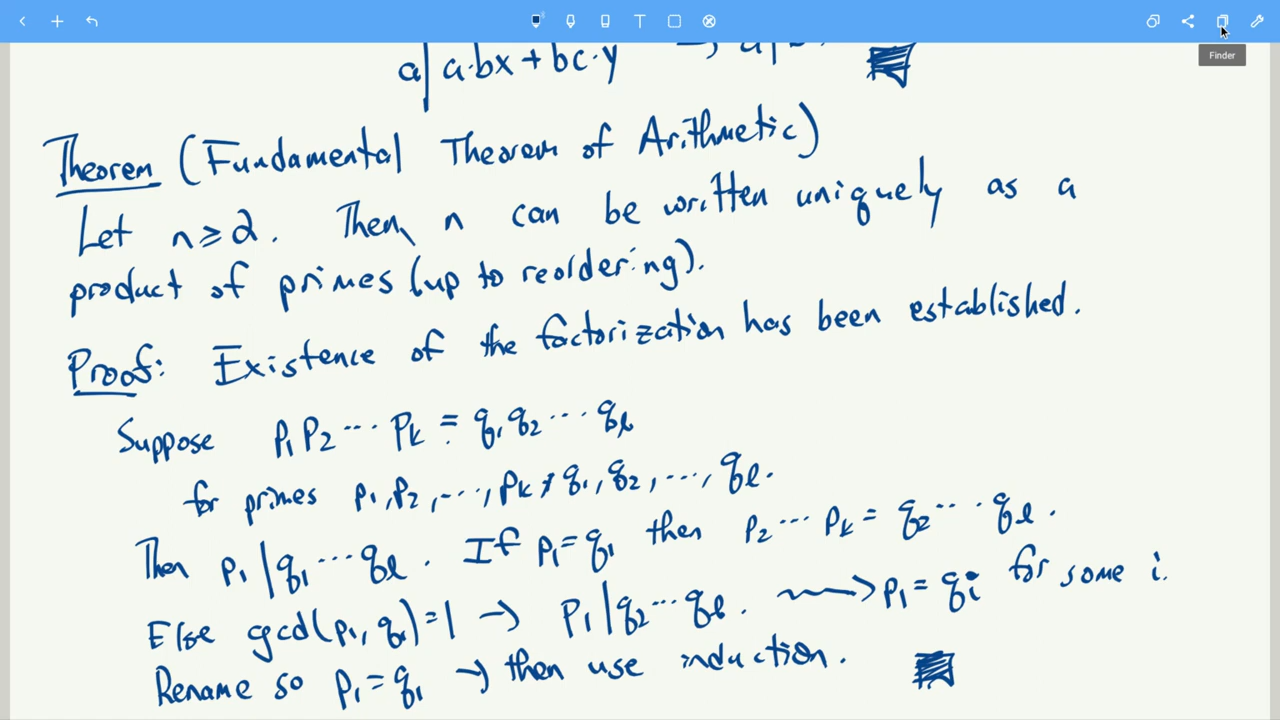 T
Finder
a | a·bx + bc·y → a|
Theorem (Fundamental Theorem of Arithmetic)
Let n ≥ 2. Then, n can be written uniquely as a
product of primes (up to reoldering).
Proof: Existence of the factorization has been established.
Suppose p₁ p₂ ··· pₖ = q₁ q₂ ··· qₗ
for primes p₁, p₂, ..., pₖ, q₁, q₂, ..., qₗ.
Then p₁ | q₁ ··· qₗ. If p₁ = q₁ then p₂ ··· pₖ = q₂ ··· qₗ.
Else gcd(p₁, q₁) = 1 → p₁ | q₂ ··· qₗ. ⟿ p₁ = qᵢ for some i.
Rename so p₁ = q₁ → then use induction.